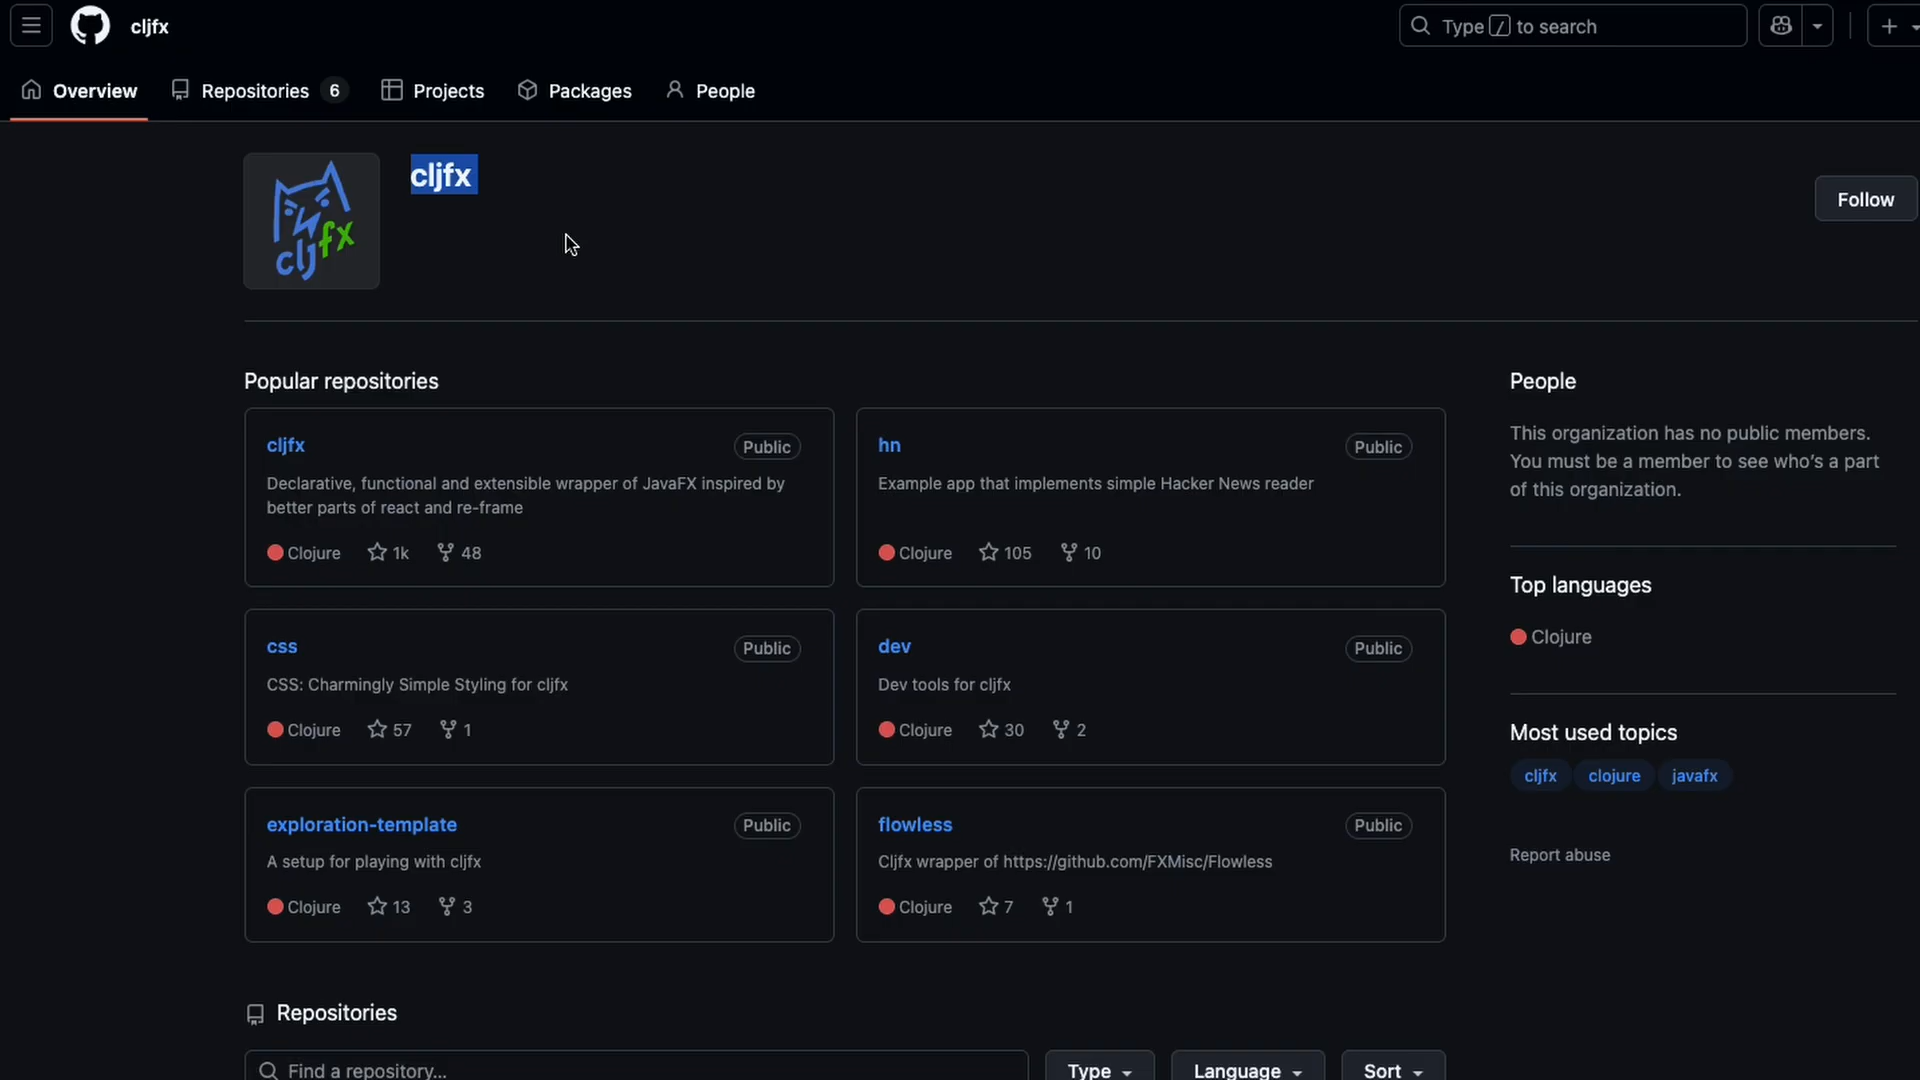 cljfx
Type / to search
Overview
Repositories 6
Projects
Packages
People
clj fx
cljfx
Follow
Popular repositories
cljfx
Public
Declarative, functional and extensible wrapper of JavaFX inspired by
better parts of react and re-frame
Clojure 1k 48
hn
Public
Example app that implements simple Hacker News reader
Clojure 105 10
css
Public
CSS: Charmingly Simple Styling for cljfx
Clojure 57 1
dev
Public
Dev tools for cljfx
Clojure 30 2
exploration-template
Public
A setup for playing with cljfx
Clojure 13 3
flowless
Public
Cljfx wrapper of https://github.com/FXMisc/Flowless
Clojure 7 1
People
This organization has no public members.
You must be a member to see who's a part
of this organization.
Top languages
Clojure
Most used topics
cljfx clojure javafx
Report abuse
Repositories
Find a repository...
Type
Language
Sort